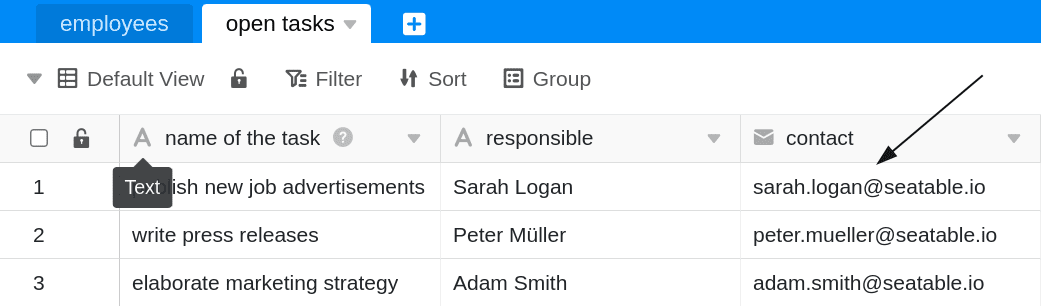 employees open tasks
Default View Filter Sort Group
name of the task ? responsible contact
1 lish new job advertisements Sarah Logan sarah.logan@seatable.io
Text
2 write press releases Peter Müller peter.mueller@seatable.io
3 elaborate marketing strategy Adam Smith adam.smith@seatable.io